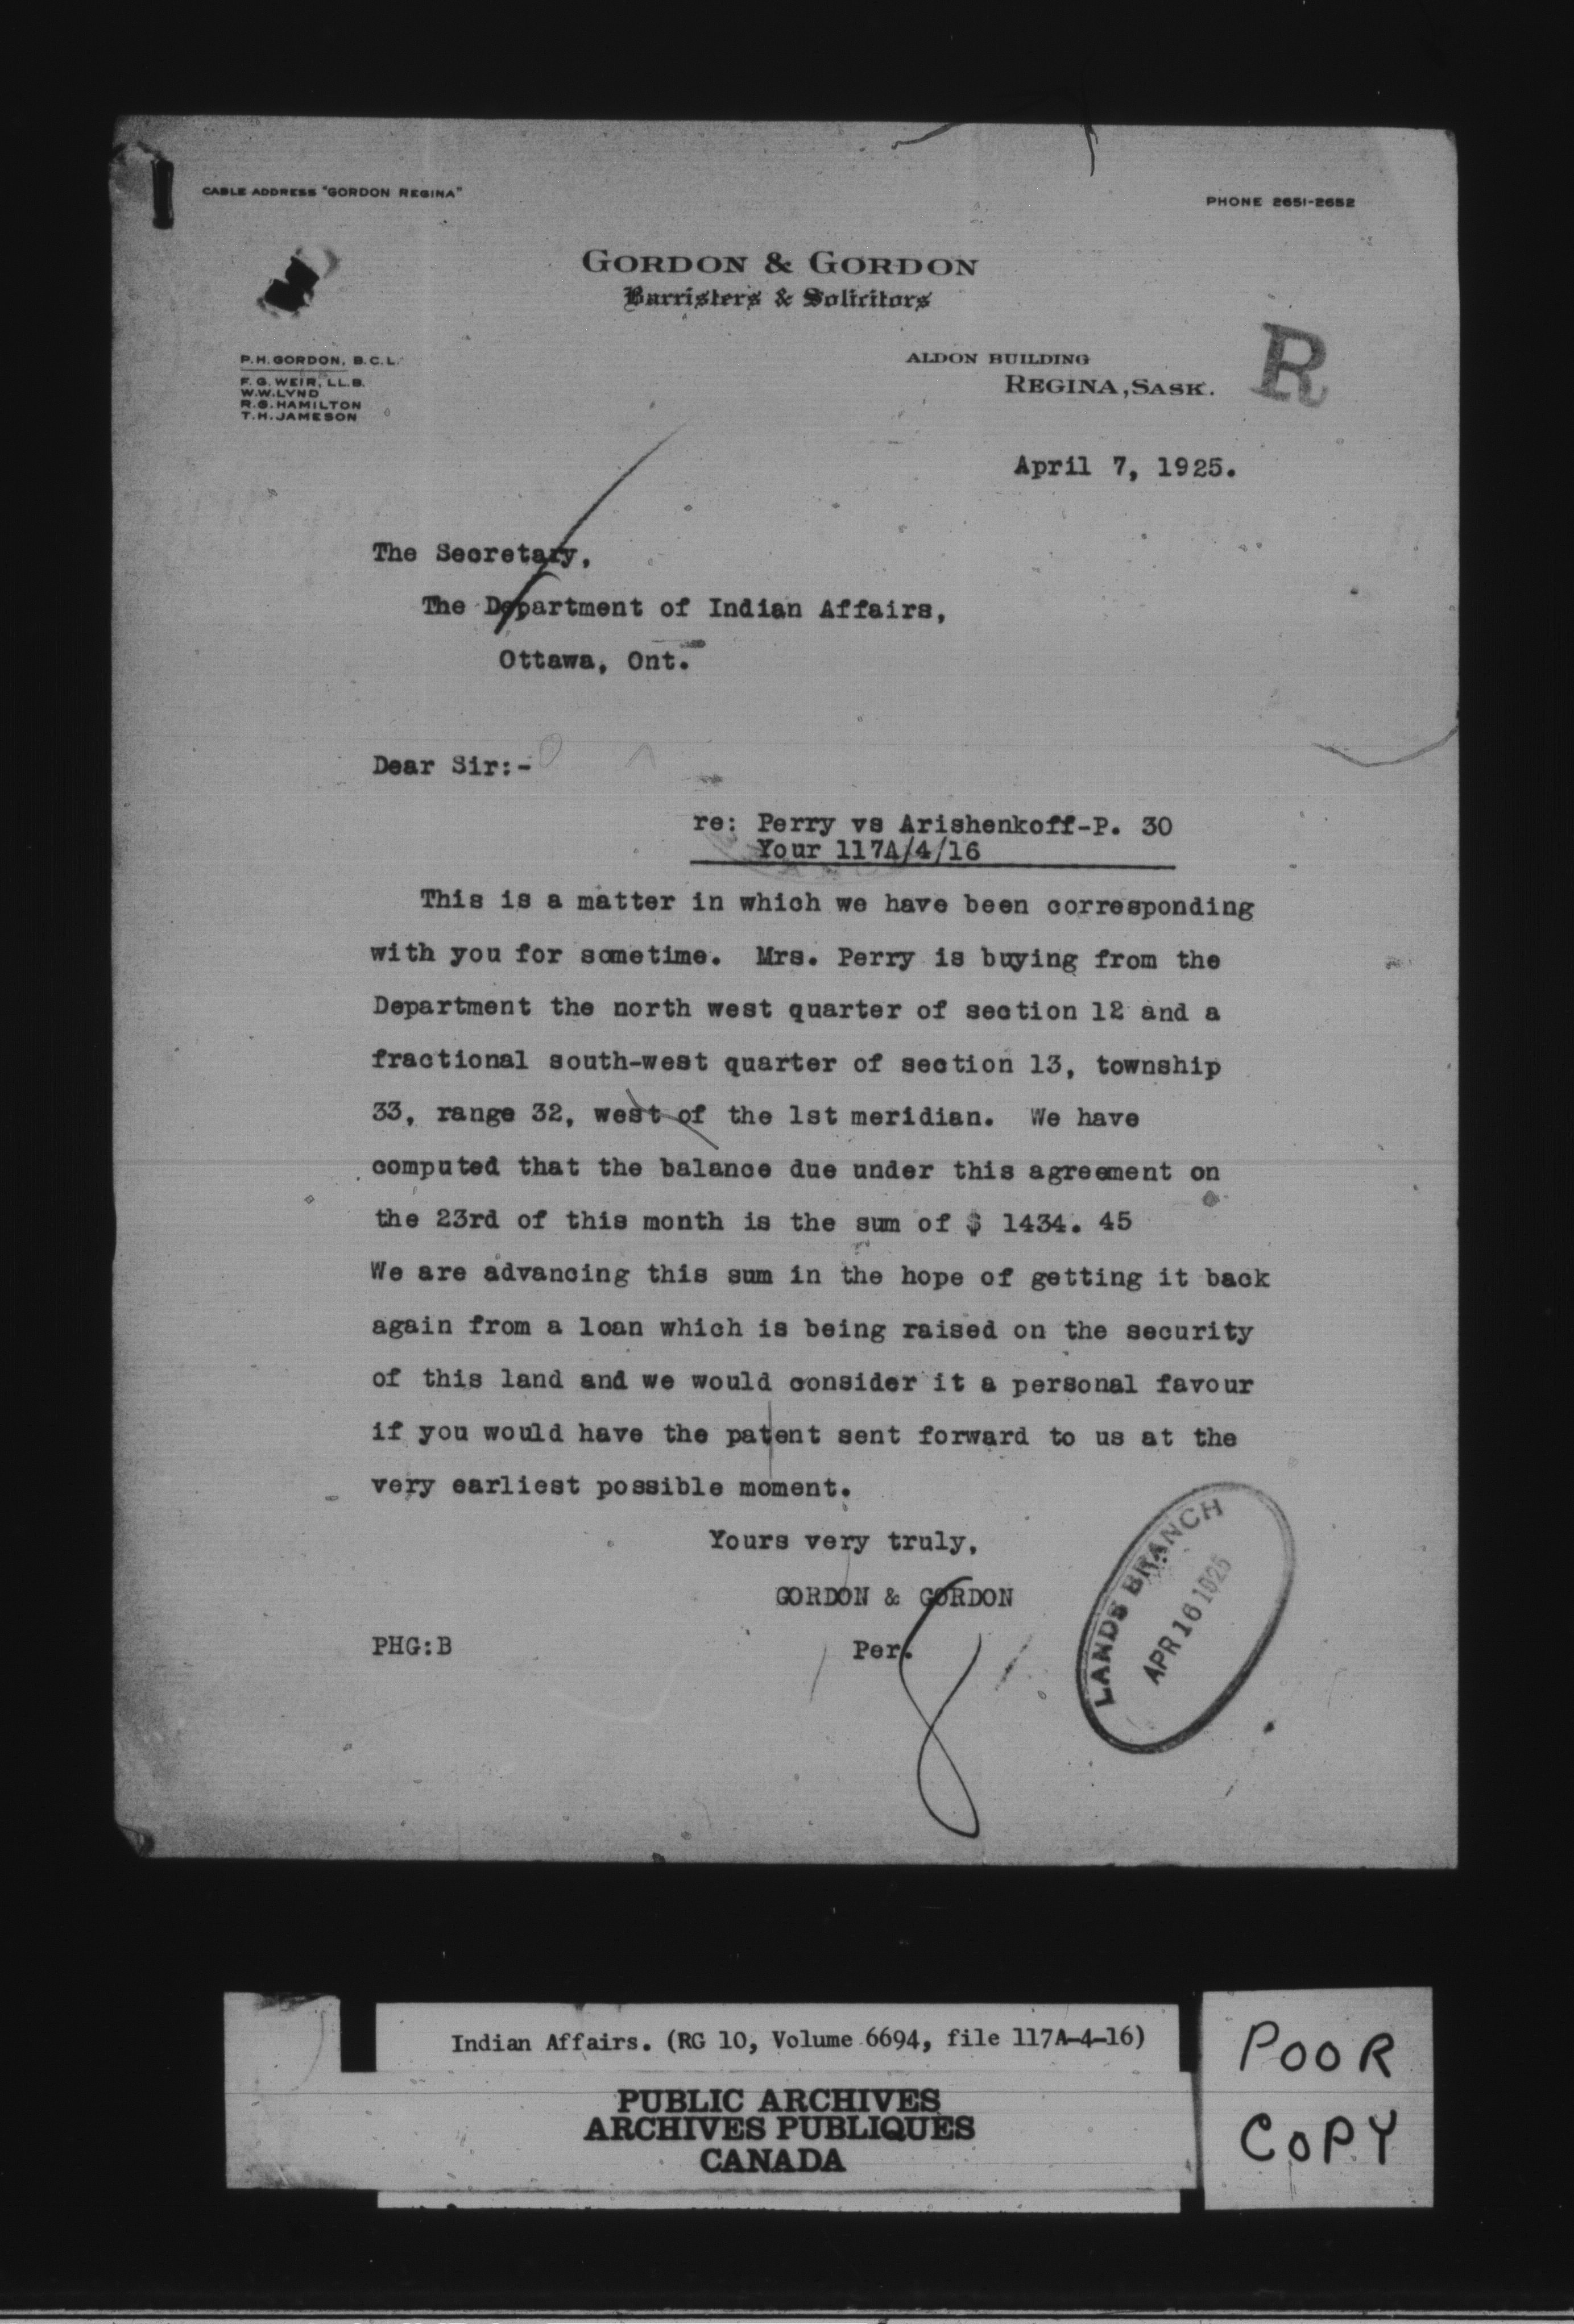 CABLE ADDRESS "GORDON REGINA"
PHONE 2651-2652
GORDON & GORDON
Barristers & Solicitors
P. H. GORDON, B.C.L.
F. G. WEIR, LL.B.
W. W. LYND
R. G. HAMILTON
T. H. JAMESON
ALDON BUILDING
REGINA, SASK.
R
April 7, 1925.
The Secretary,
The Department of Indian Affairs,
Ottawa, Ont.
Dear Sir:-
re: Perry vs Arishenkoff-P. 30
Your 117A/4/16
This is a matter in which we have been corresponding
with you for sometime. Mrs. Perry is buying from the
Department the north west quarter of section 12 and a
fractional south-west quarter of section 13, township
33, range 32, west of the 1st meridian. We have
computed that the balance due under this agreement on
the 23rd of this month is the sum of $ 1434. 45
We are advancing this sum in the hope of getting it back
again from a loan which is being raised on the security
of this land and we would consider it a personal favour
if you would have the patent sent forward to us at the
very earliest possible moment.
Yours very truly,
GORDON & GORDON
PHG:B
Per.
LANDS BRANCH
APR 16 1925
Indian Affairs. (RG 10, Volume 6694, file 117A-4-16)
PUBLIC ARCHIVES
ARCHIVES PUBLIQUES
CANADA
POOR
COPY